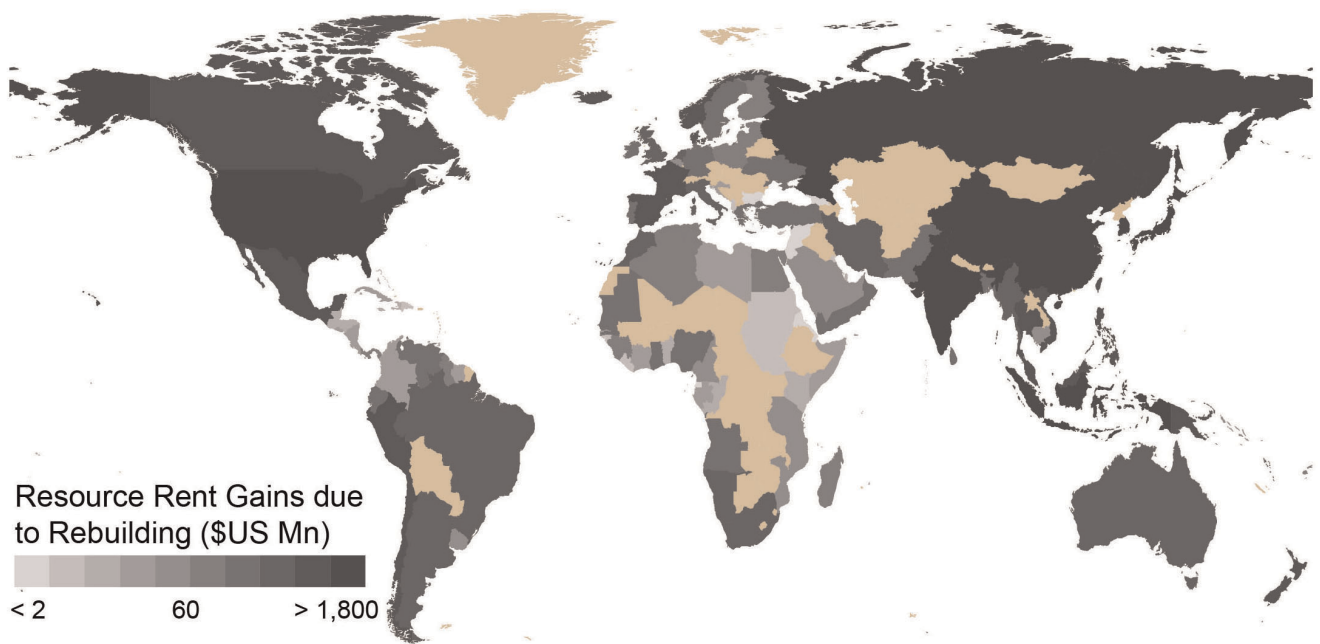 Resource Rent Gains due
to Rebuilding ($US Mn)
< 2 60 > 1,800